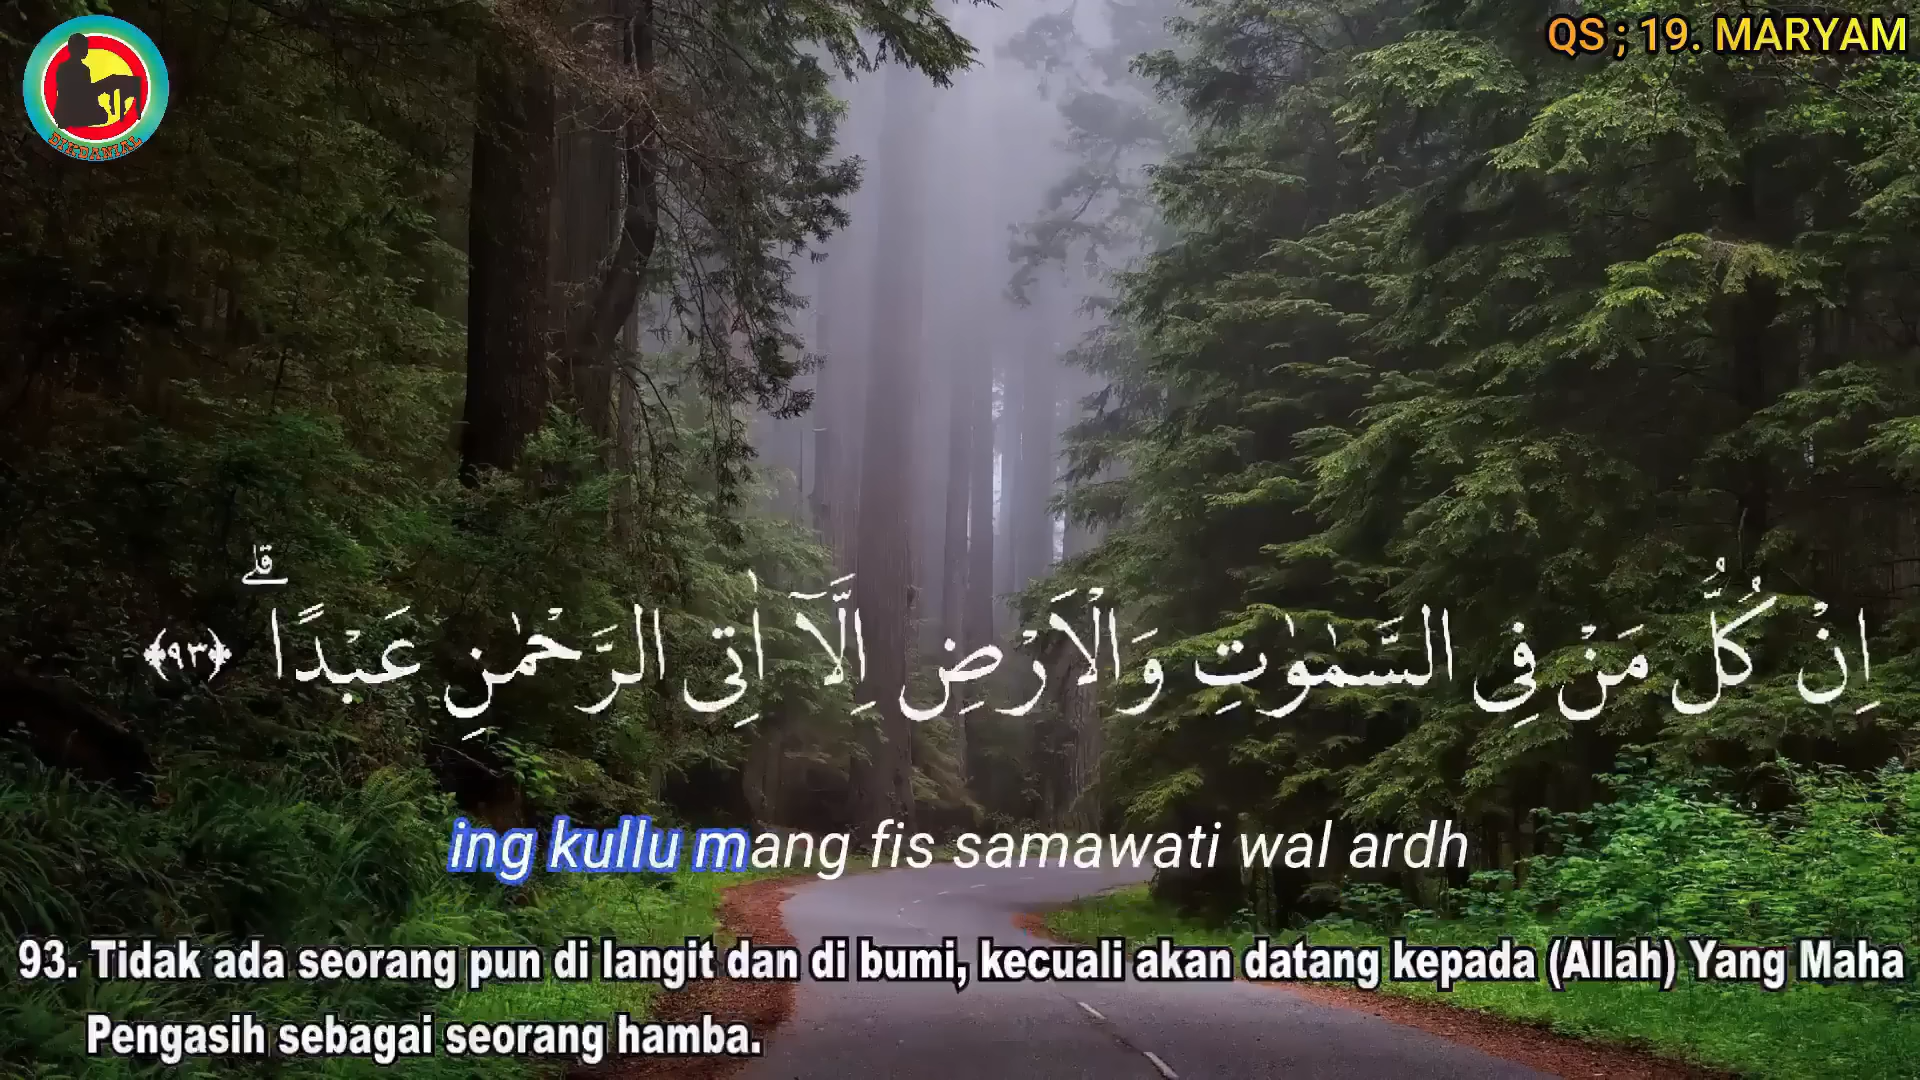 DIKDANIAL
QS ; 19. MARYAM
اِنْ كُلُّ مَنْ فِى السَّمٰوٰتِ وَالْاَرْضِ اِلَّآ اٰتِى الرَّحْمٰنِ عَبْدًاۗ ﴿٩٣﴾
ing kullu mang fis samawati wal ardh
93. Tidak ada seorang pun di langit dan di bumi, kecuali akan datang kepada (Allah) Yang Maha
Pengasih sebagai seorang hamba.